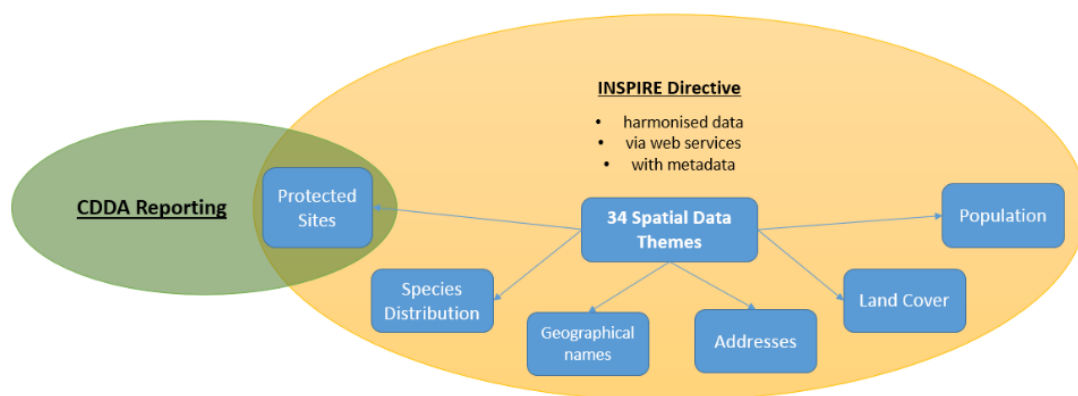 INSPIRE Directive
• harmonised data
• via web services
• with metadata
CDDA Reporting
Protected
Sites
34 Spatial Data
Themes
Population
Species
Distribution
Geographical
names
Addresses
Land Cover